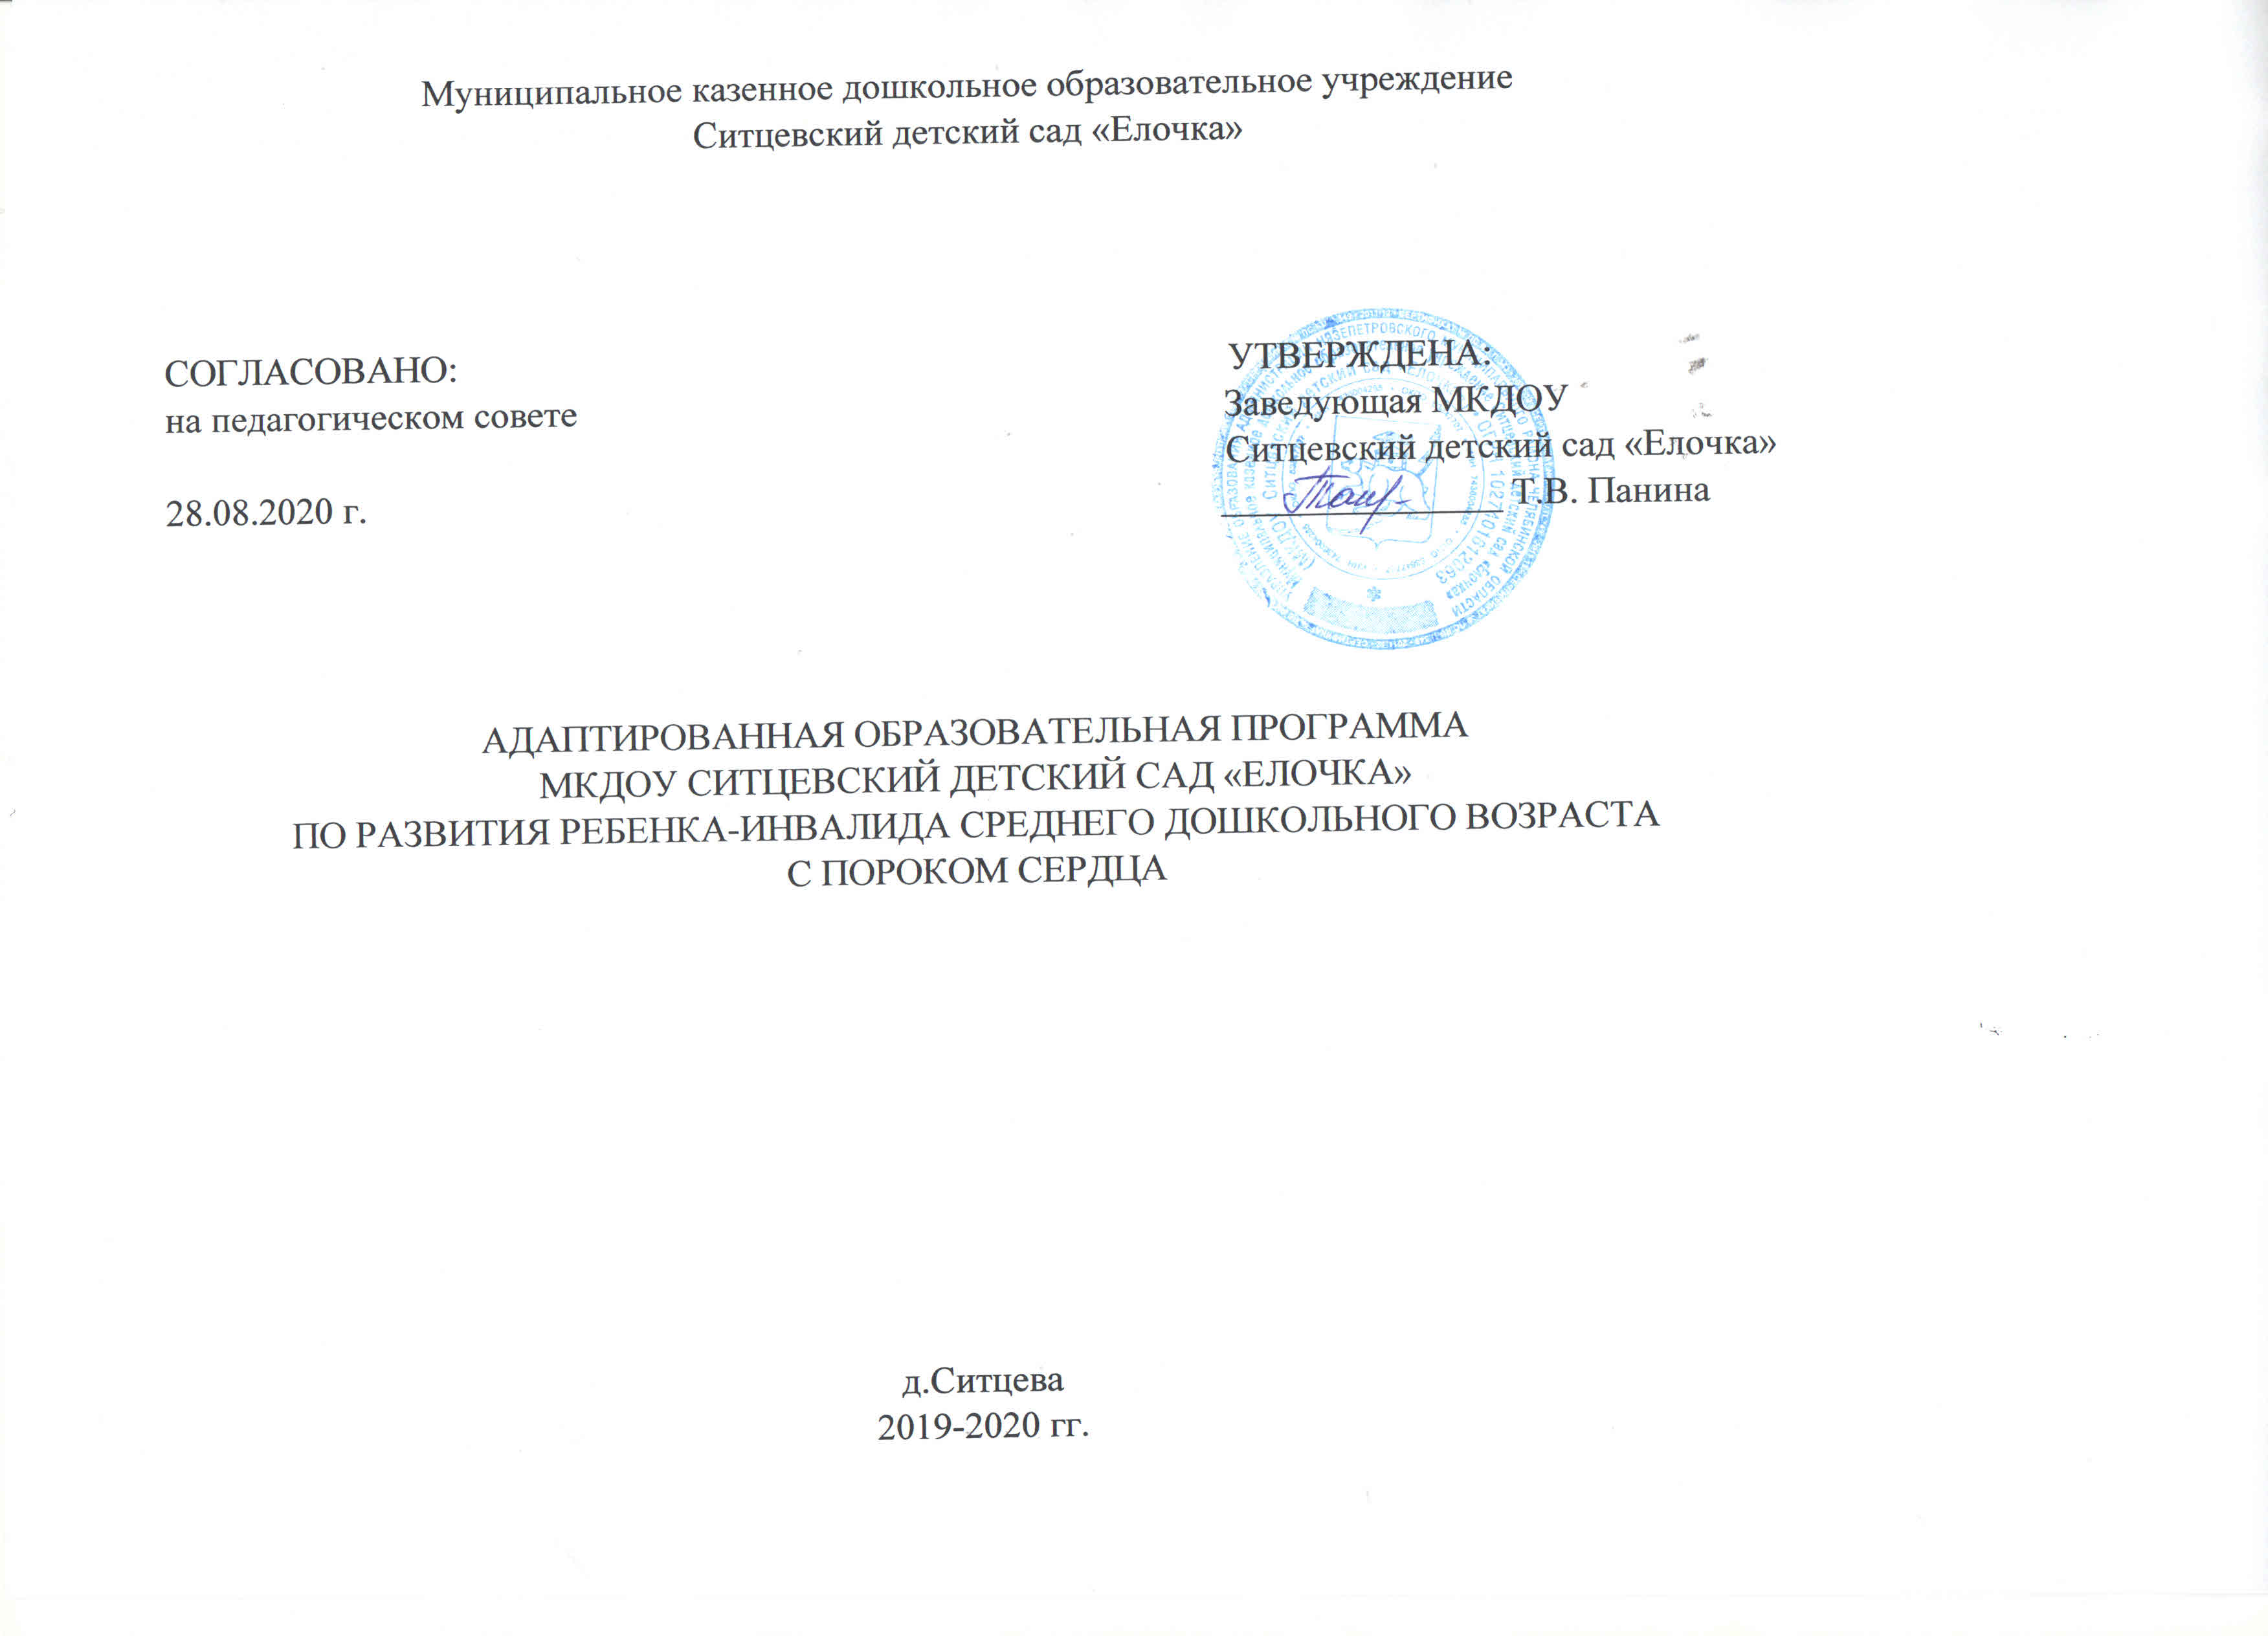 Муниципальное казенное дошкольное образовательное учреждение
Ситцевский детский сад «Елочка»
СОГЛАСОВАНО:
на педагогическом совете
28.08.2020 г.
УТВЕРЖДЕНА:
Заведующая МКДОУ
Ситцевский детский сад «Елочка»
Т.В. Панина
АДАПТИРОВАННАЯ ОБРАЗОВАТЕЛЬНАЯ ПРОГРАММА
МКДОУ СИТЦЕВСКИЙ ДЕТСКИЙ САД «ЕЛОЧКА»
ПО РАЗВИТИЯ РЕБЕНКА-ИНВАЛИДА СРЕДНЕГО ДОШКОЛЬНОГО ВОЗРАСТА
С ПОРОКОМ СЕРДЦА
д.Ситцева
2019-2020 гг.